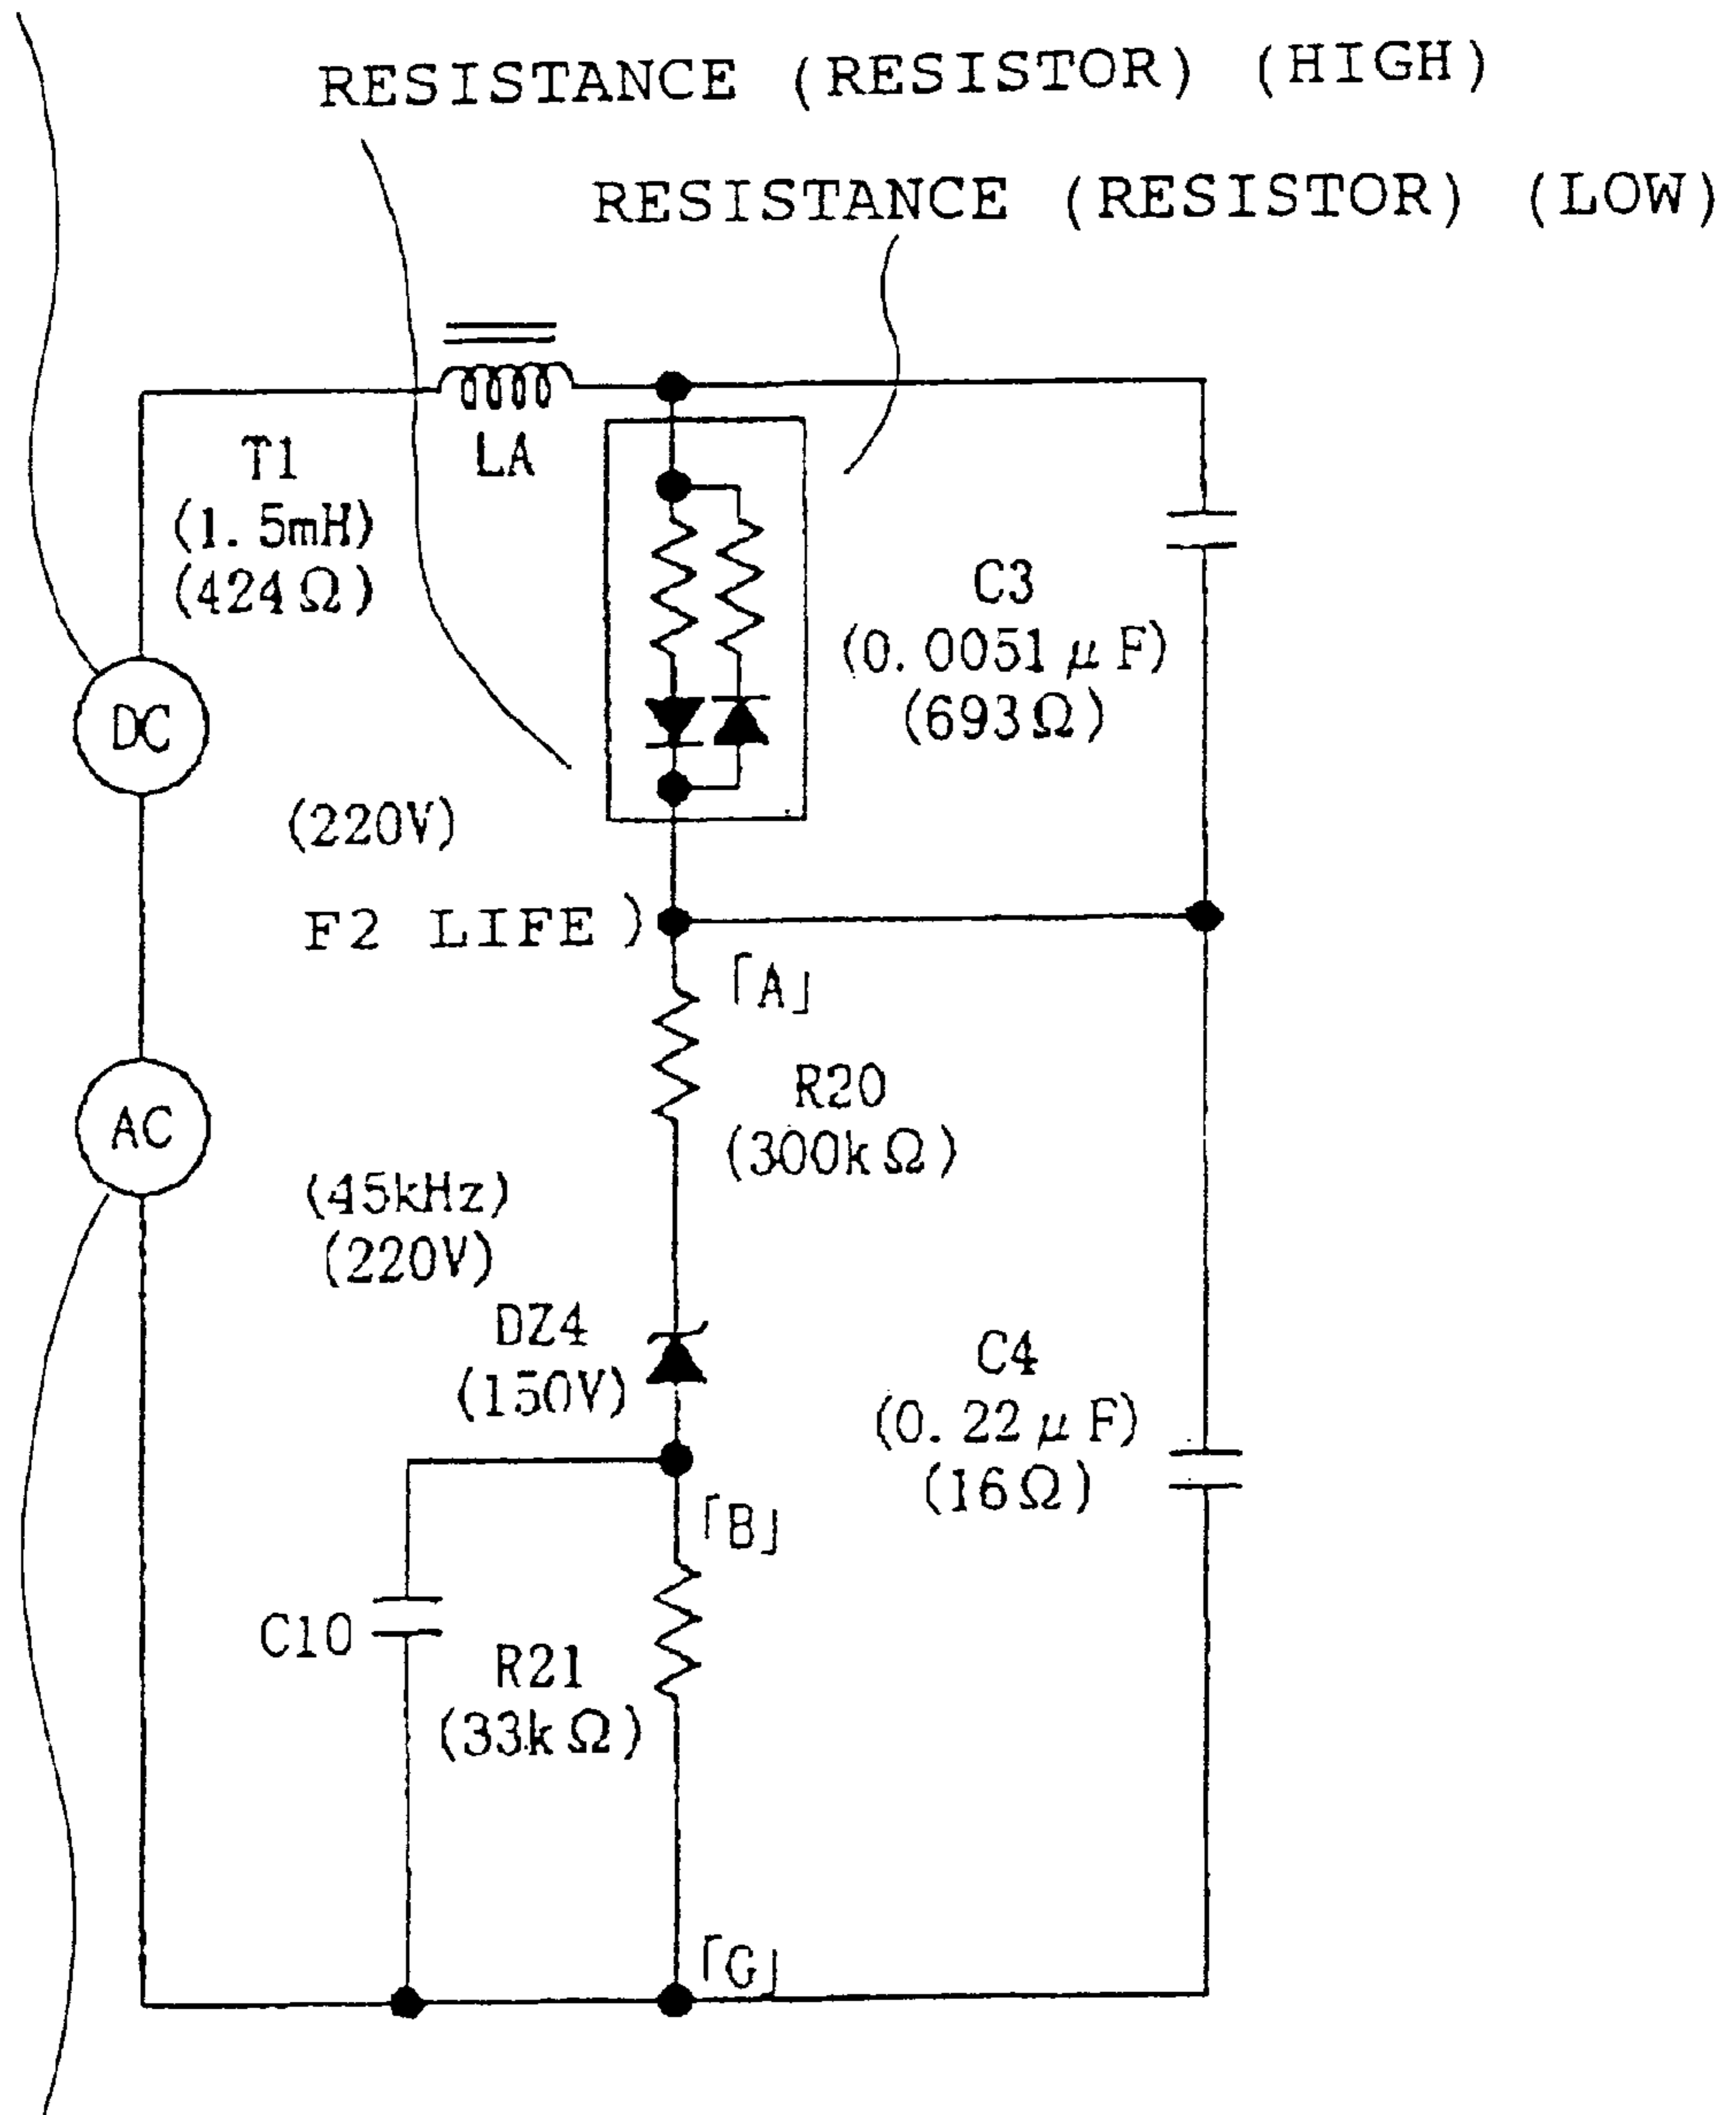 RESISTANCE (RESISTOR) (HIGH)
RESISTANCE (RESISTOR) (LOW)
LA
T1
(1.5mH)
(424Ω)
C3
(0.0051μF)
(693Ω)
DC
(220V)
F2 LIFE )
「A」
R20
(300kΩ)
AC
(45kHz)
(220V)
DZ4
(150V)
C4
(0.22μF)
(16Ω)
「B」
C10
R21
(33kΩ)
「G」